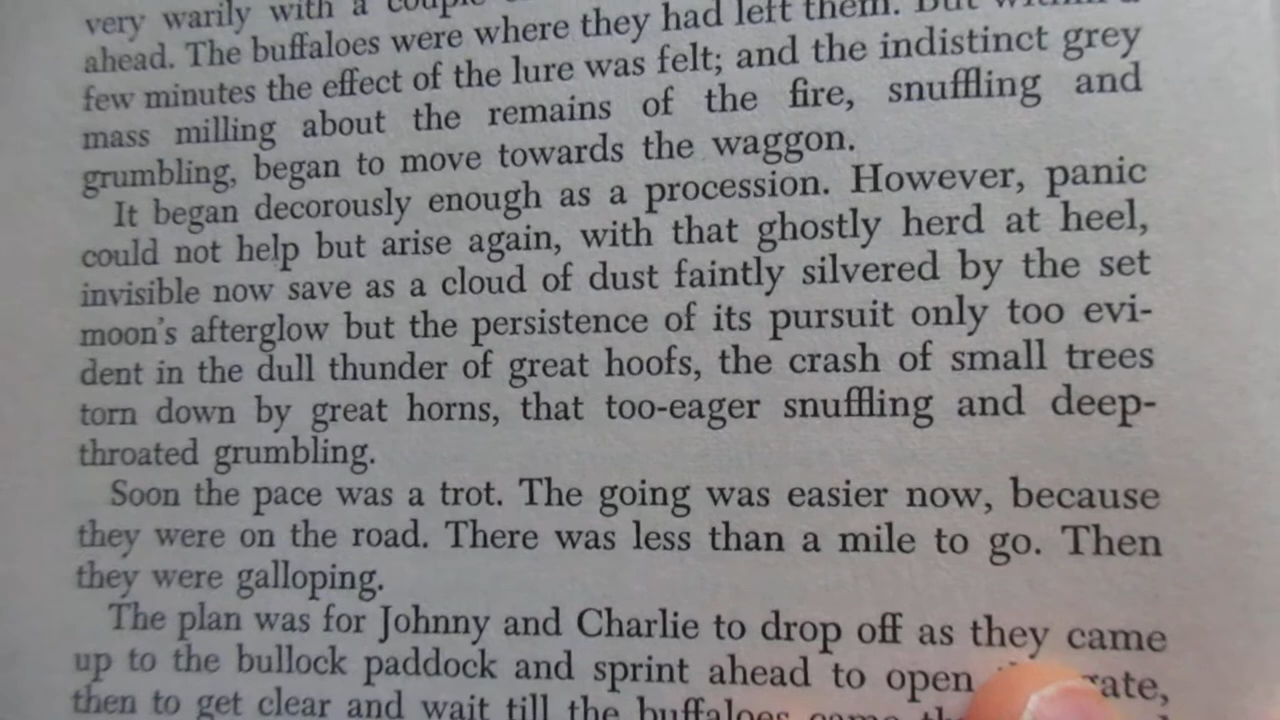 very warily with a
ahead. The buffaloes were where they had left them. But within a
few minutes the effect of the lure was felt; and the indistinct grey
mass milling about the remains of the fire, snuffling and
grumbling, began to move towards the waggon.
It began decorously enough as a procession. However, panic
could not help but arise again, with that ghostly herd at heel,
invisible now save as a cloud of dust faintly silvered by the set
moon's afterglow but the persistence of its pursuit only too evi-
dent in the dull thunder of great hoofs, the crash of small trees
torn down by great horns, that too-eager snuffling and deep-
throated grumbling.
Soon the pace was a trot. The going was easier now, because
they were on the road. There was less than a mile to go. Then
they were galloping.
The plan was for Johnny and Charlie to drop off as they came
up to the bullock paddock and sprint ahead to open
then to get clear and wait till the buffaloes came